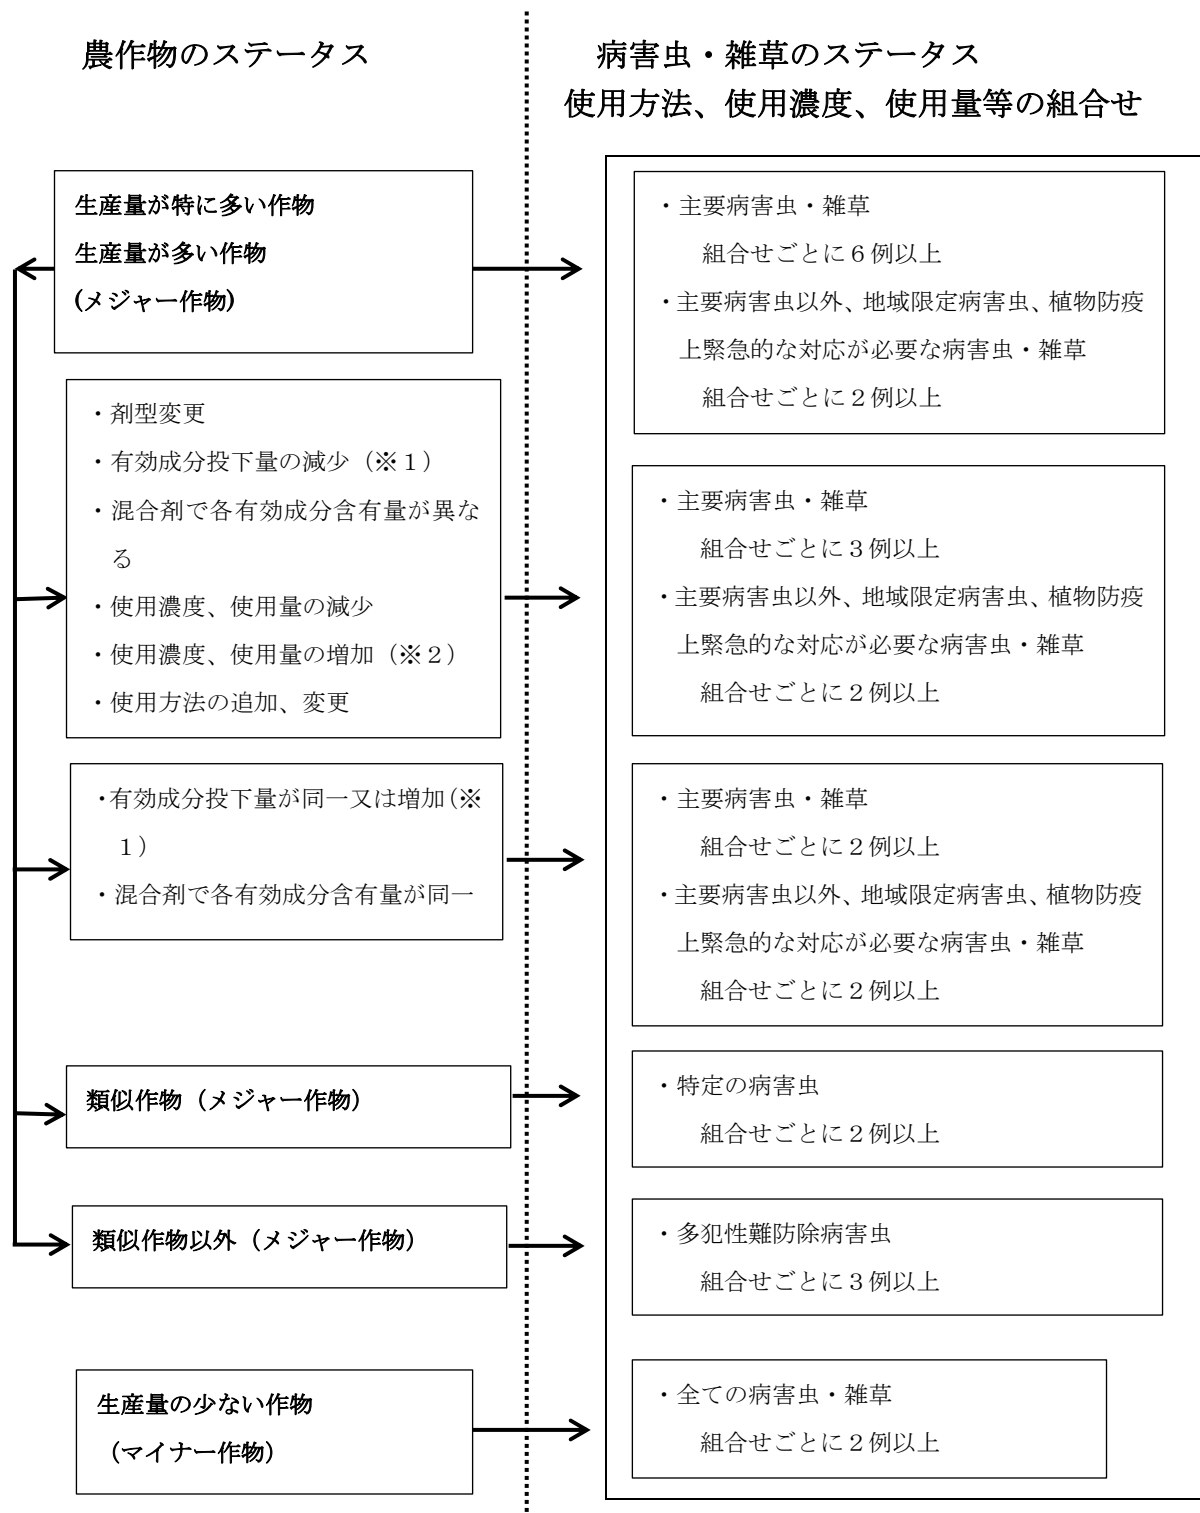 農作物のステータス
病害虫・雑草のステータス
使用方法、使用濃度、使用量等の組合せ
生産量が特に多い作物
生産量が多い作物
(メジャー作物)
・主要病害虫・雑草
組合せごとに６例以上
・主要病害虫以外、地域限定病害虫、植物防疫
上緊急的な対応が必要な病害虫・雑草
組合せごとに２例以上
・剤型変更
・有効成分投下量の減少（※１）
・混合剤で各有効成分含有量が異な
る
・使用濃度、使用量の減少
・使用濃度、使用量の増加（※２）
・使用方法の追加、変更
・主要病害虫・雑草
組合せごとに３例以上
・主要病害虫以外、地域限定病害虫、植物防疫
上緊急的な対応が必要な病害虫・雑草
組合せごとに２例以上
・有効成分投下量が同一又は増加（※
１）
・混合剤で各有効成分含有量が同一
・主要病害虫・雑草
組合せごとに２例以上
・主要病害虫以外、地域限定病害虫、植物防疫
上緊急的な対応が必要な病害虫・雑草
組合せごとに２例以上
類似作物（メジャー作物）
・特定の病害虫
組合せごとに２例以上
類似作物以外（メジャー作物）
・多犯性難防除病害虫
組合せごとに３例以上
生産量の少ない作物
（マイナー作物）
・全ての病害虫・雑草
組合せごとに２例以上